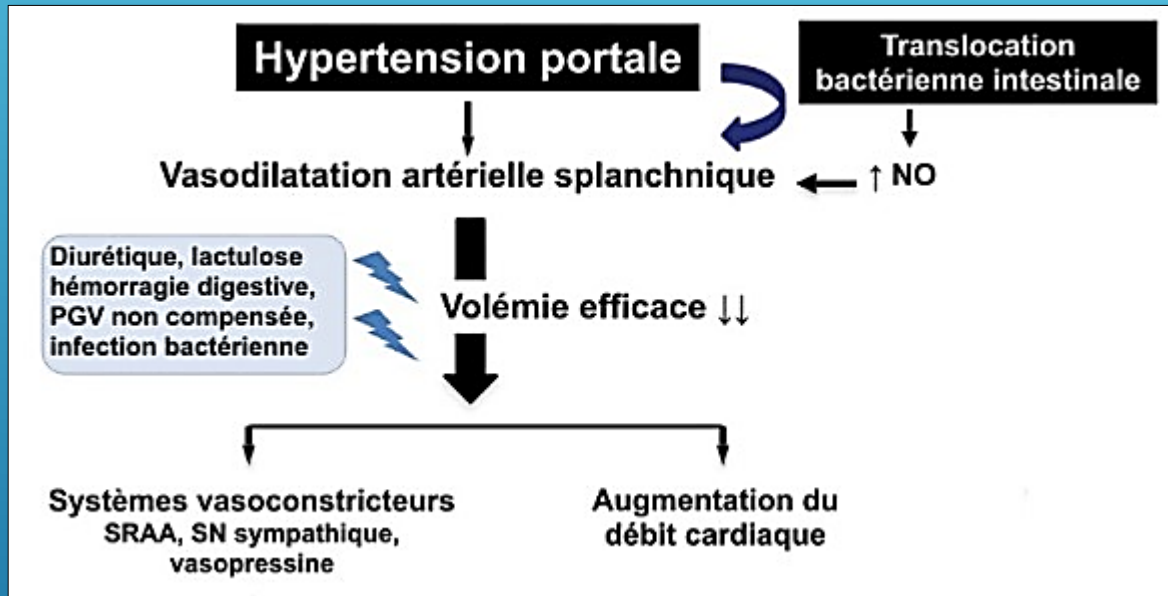 Hypertension portale
Translocation
bactérienne intestinale
Vasodilatation artérielle splanchnique
↑ NO
Diurétique, lactulose
hémorragie digestive,
PGV non compensée,
infection bactérienne
Volémie efficace ↓↓
Systèmes vasoconstricteurs
SRAA, SN sympathique,
vasopressine
Augmentation du
débit cardiaque